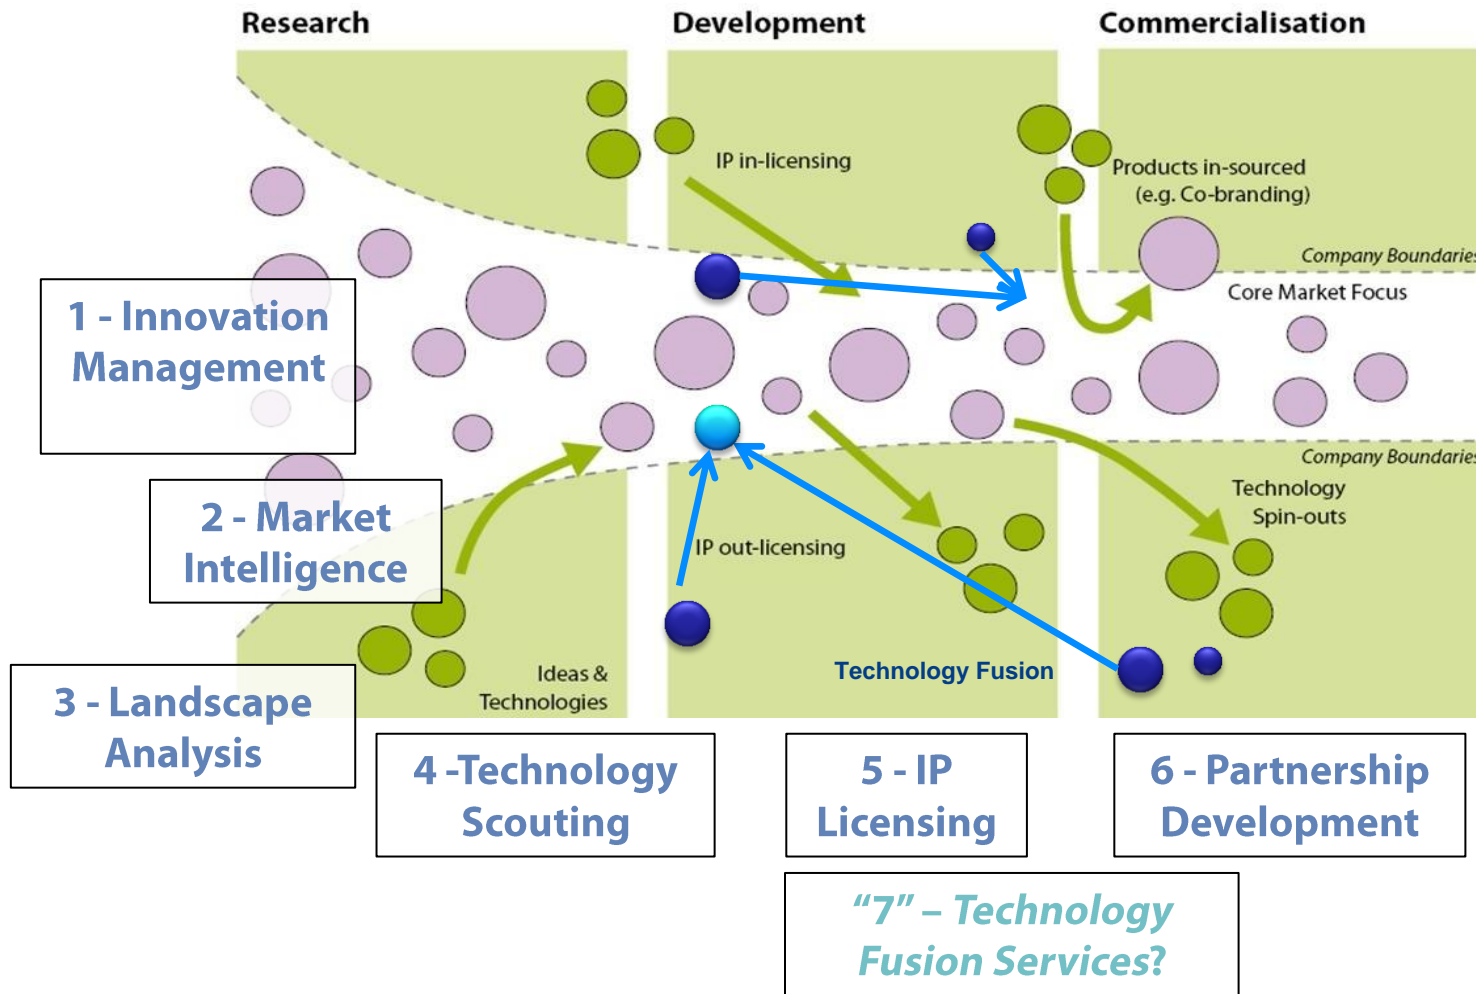 Research
Development
Commercialisation
IP in-licensing
Products in-sourced
(e.g. Co-branding)
Company Boundaries
Core Market Focus
1 - Innovation
Management
Company Boundaries
2 - Market
Intelligence
Technology
Spin-outs
IP out-licensing
Ideas &
Technologies
Technology Fusion
3 - Landscape
Analysis
4 -Technology
Scouting
5 - IP
Licensing
6 - Partnership
Development
“7” – Technology
Fusion Services?